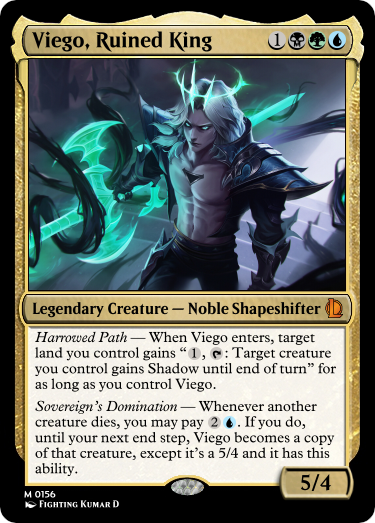 Viego, Ruined King 1
Legendary Creature — Noble Shapeshifter
Harrowed Path — When Viego enters, target
land you control gains “1, : Target creature
you control gains Shadow until end of turn” for
as long as you control Viego.
Sovereign’s Domination — Whenever another
creature dies, you may pay 2 . If you do,
until your next end step, Viego becomes a copy
of that creature, except it’s a 5/4 and it has this
ability.
5/4
M 0156
Fighting Kumar D